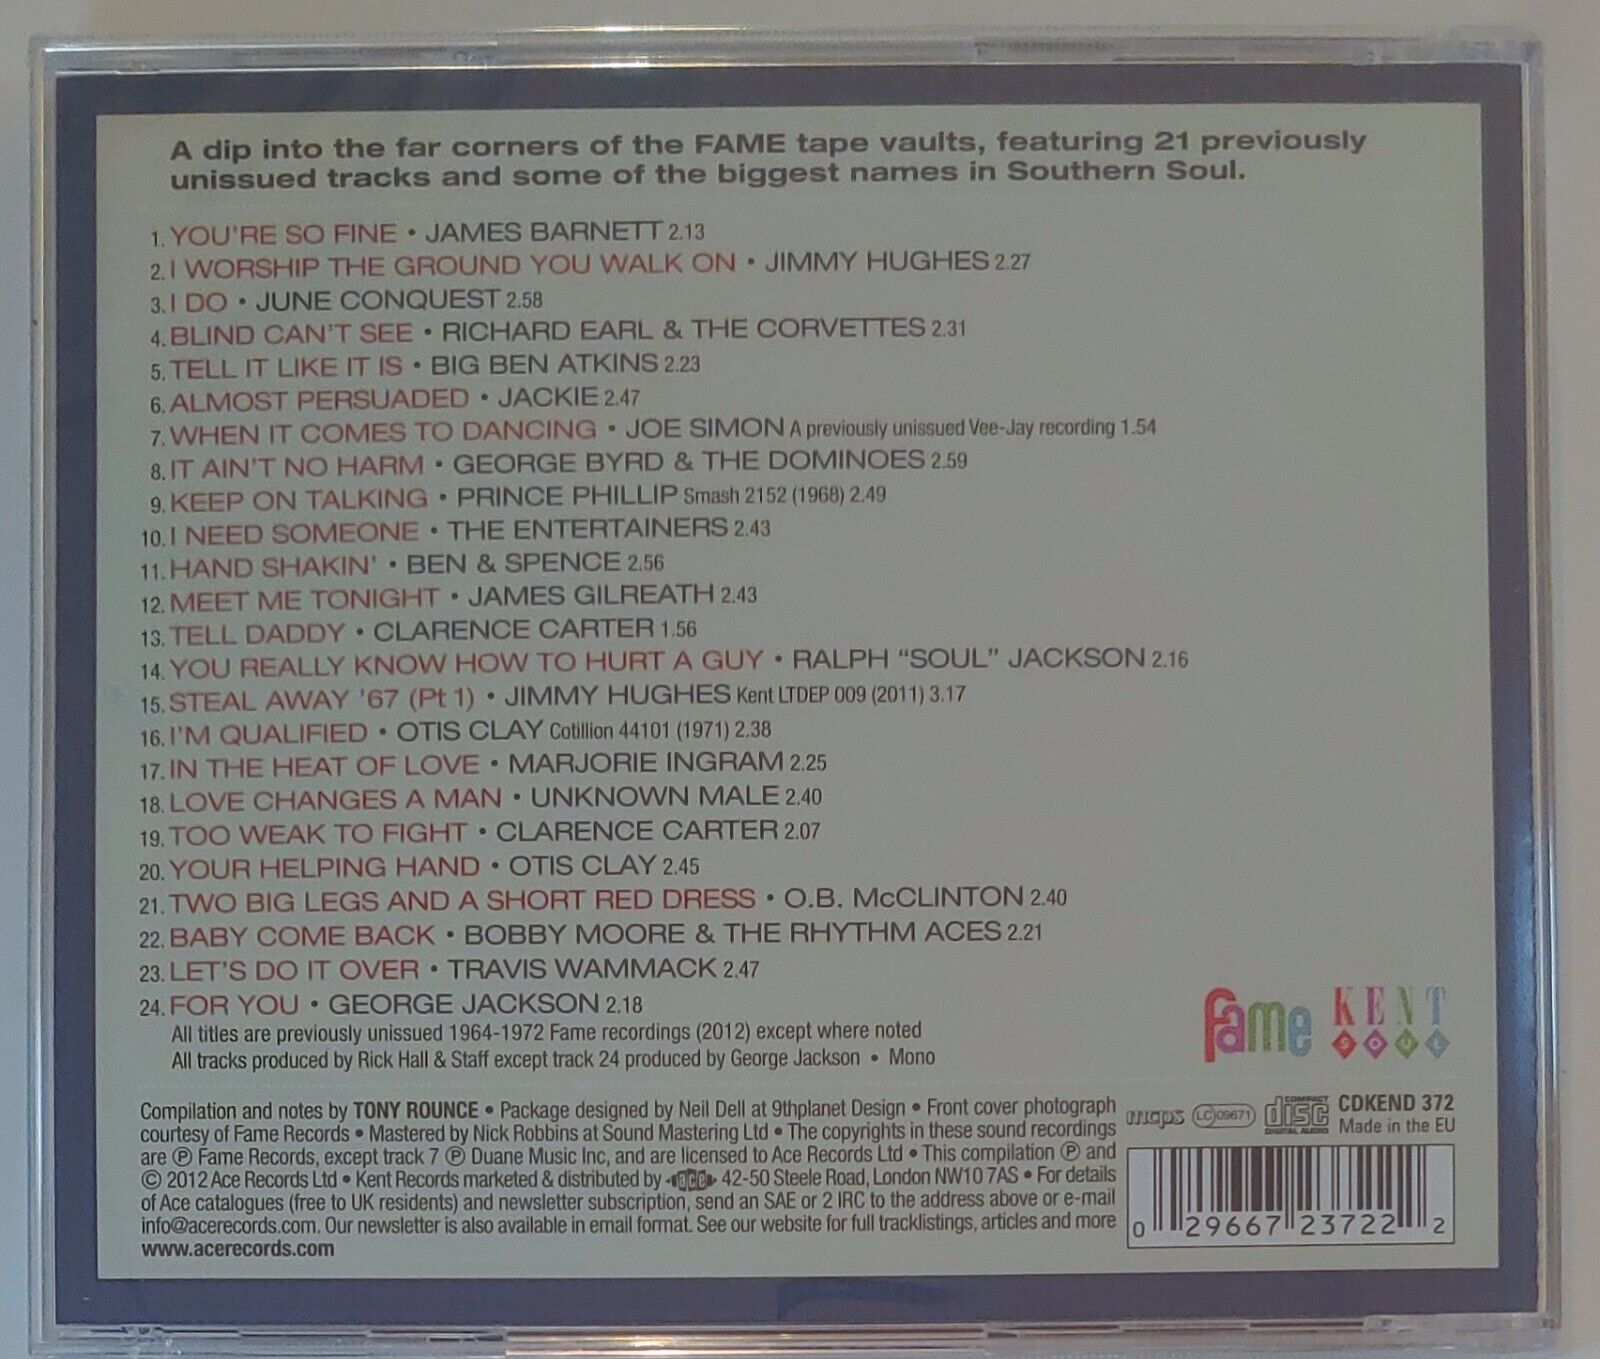 A dip into the far corners of the FAME tape vaults, featuring 21 previously
unissued tracks and some of the biggest names in Southern Soul.
1. YOU'RE SO FINE • JAMES BARNETT 2.13
2. I WORSHIP THE GROUND YOU WALK ON • JIMMY HUGHES 2.27
3. I DO • JUNE CONQUEST 2.58
4. BLIND CAN'T SEE • RICHARD EARL & THE CORVETTES 2.31
5. TELL IT LIKE IT IS • BIG BEN ATKINS 2.23
6. ALMOST PERSUADED • JACKIE 2.47
7. WHEN IT COMES TO DANCING • JOE SIMON A previously unissued Vee-Jay recording 1.54
8. IT AIN'T NO HARM • GEORGE BYRD & THE DOMINOES 2.59
9. KEEP ON TALKING • PRINCE PHILLIP Smash 2152 (1968) 2.49
10. I NEED SOMEONE • THE ENTERTAINERS 2.43
11. HAND SHAKIN' • BEN & SPENCE 2.56
12. MEET ME TONIGHT • JAMES GILREATH 2.43
13. TELL DADDY • CLARENCE CARTER 1.56
14. YOU REALLY KNOW HOW TO HURT A GUY • RALPH "SOUL" JACKSON 2.16
15. STEAL AWAY '67 (Pt 1) • JIMMY HUGHES Kent LTDEP 009 (2011) 3.17
16. I'M QUALIFIED • OTIS CLAY Cotillion 44101 (1971) 2.38
17. IN THE HEAT OF LOVE • MARJORIE INGRAM 2.25
18. LOVE CHANGES A MAN • UNKNOWN MALE 2.40
19. TOO WEAK TO FIGHT • CLARENCE CARTER 2.07
20. YOUR HELPING HAND • OTIS CLAY 2.45
21. TWO BIG LEGS AND A SHORT RED DRESS • O.B. McCLINTON 2.40
22. BABY COME BACK • BOBBY MOORE & THE RHYTHM ACES 2.21
23. LET'S DO IT OVER • TRAVIS WAMMACK 2.47
24. FOR YOU • GEORGE JACKSON 2.18
All titles are previously unissued 1964-1972 Fame recordings (2012) except where noted
All tracks produced by Rick Hall & Staff except track 24 produced by George Jackson • Mono
fame KENT
SOUL
Compilation and notes by TONY ROUNCE • Package designed by Neil Dell at 9thplanet Design • Front cover photograph
courtesy of Fame Records • Mastered by Nick Robbins at Sound Mastering Ltd • The copyrights in these sound recordings
are ℗ Fame Records, except track 7 ℗ Duane Music Inc, and are licensed to Ace Records Ltd • This compilation ℗ and
© 2012 Ace Records Ltd • Kent Records marketed & distributed by ace 42-50 Steele Road, London NW10 7AS • For details
of Ace catalogues (free to UK residents) and newsletter subscription, send an SAE or 2 IRC to the address above or e-mail
info@acerecords.com. Our newsletter is also available in email format. See our website for full tracklistings, articles and more
www.acerecords.com
mcps LC 09671 COMPACT disc DIGITAL AUDIO
CDKEND 372
Made in the EU
0 29667 23722 2